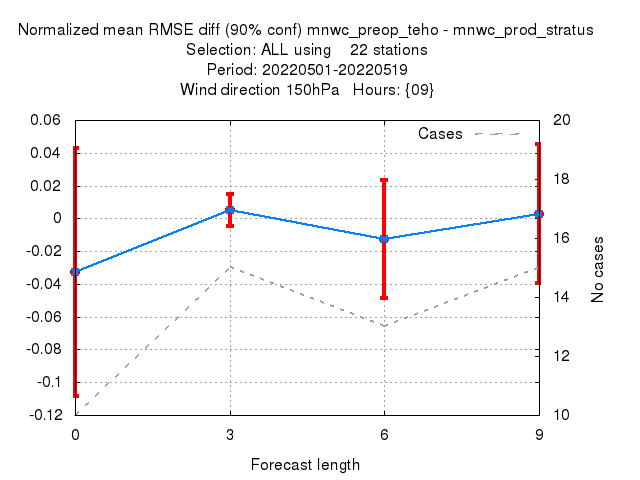 Normalized mean RMSE diff (90% conf) mnwc_preop_teho - mnwc_prod_stratus
Selection: ALL using    22 stations
Period: 20220501-20220519
Wind direction 150hPa   Hours: {09}
Cases
0.06
0.04
0.02
0
-0.02
-0.04
-0.06
-0.08
-0.1
-0.12
20
18
16
14
12
10
No cases
0 3 6 9
Forecast length